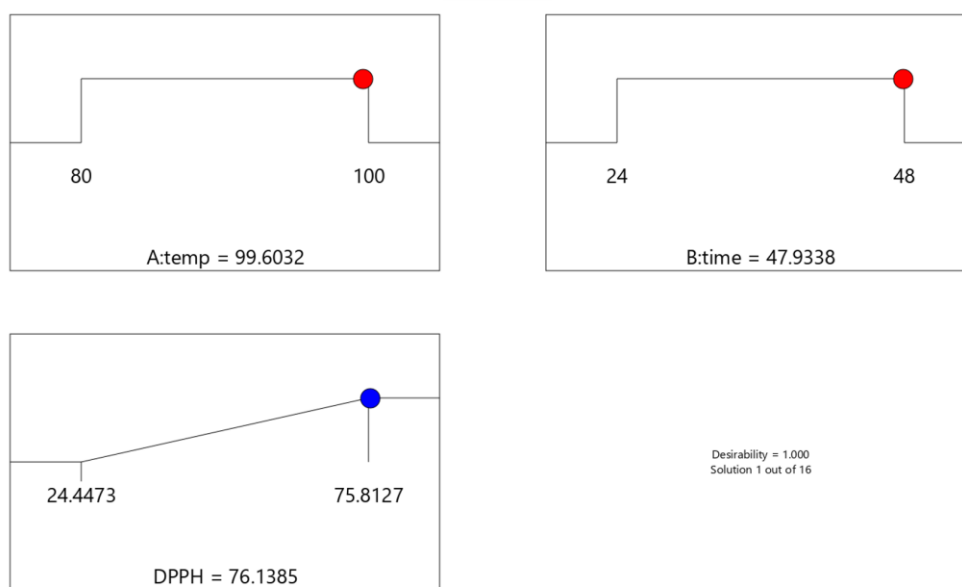 80 100
A:temp = 99.6032
24 48
B:time = 47.9338
24.4473 75.8127
DPPH = 76.1385
Desirability = 1.000
Solution 1 out of 16